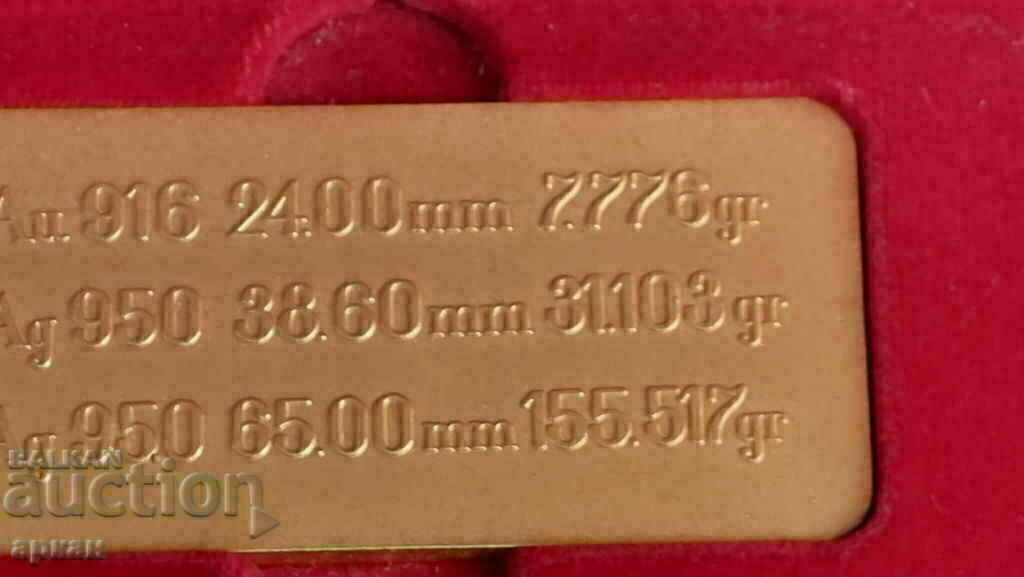 Au. 916 24.00mm 7.776gr
Ag 950 38.60mm 31.103gr
Ag. 950 65.00mm 155.517gr
BALKAN
auction
аркан